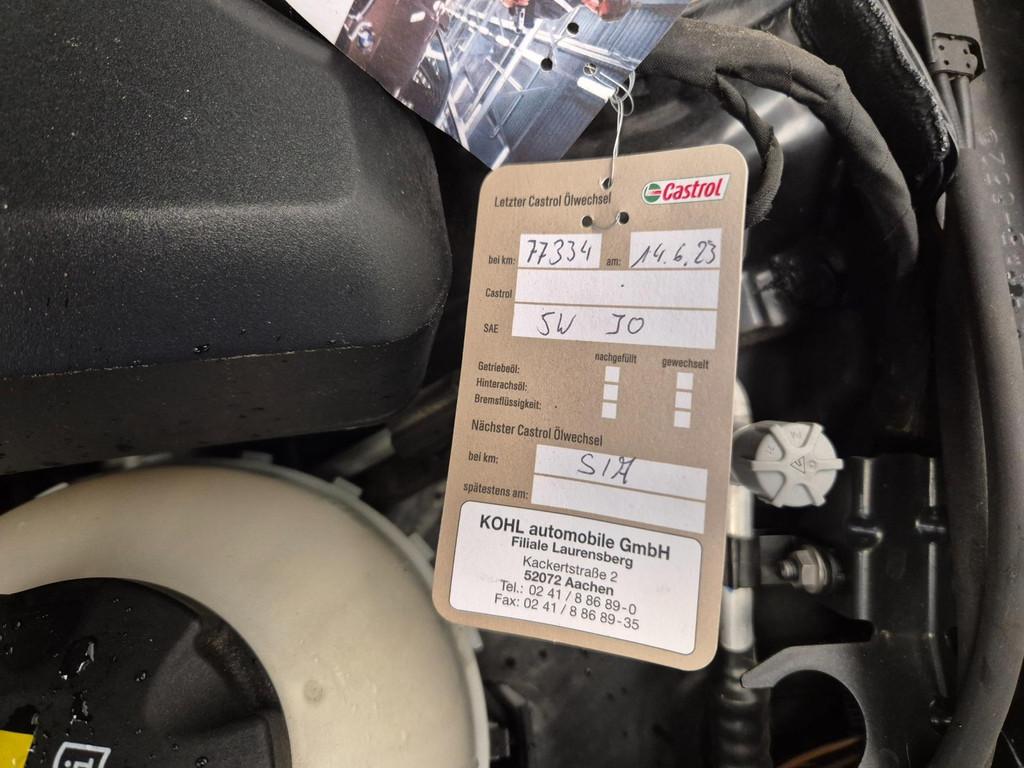 Letzter Castrol Ölwechsel
Castrol
bei km: 77334 am: 14.6.23
Castrol
SAE 5W 30
nachgefüllt gewechselt
Getriebeöl:
Hinterachsöl:
Bremsflüssigkeit:
Nächster Castrol Ölwechsel
bei km: SIA
spätestens am:
KOHL automobile GmbH
Filiale Laurensberg
Kackertstraße 2
52072 Aachen
Tel.: 02 41 / 8 86 89-0
Fax: 02 41 / 8 86 89-35